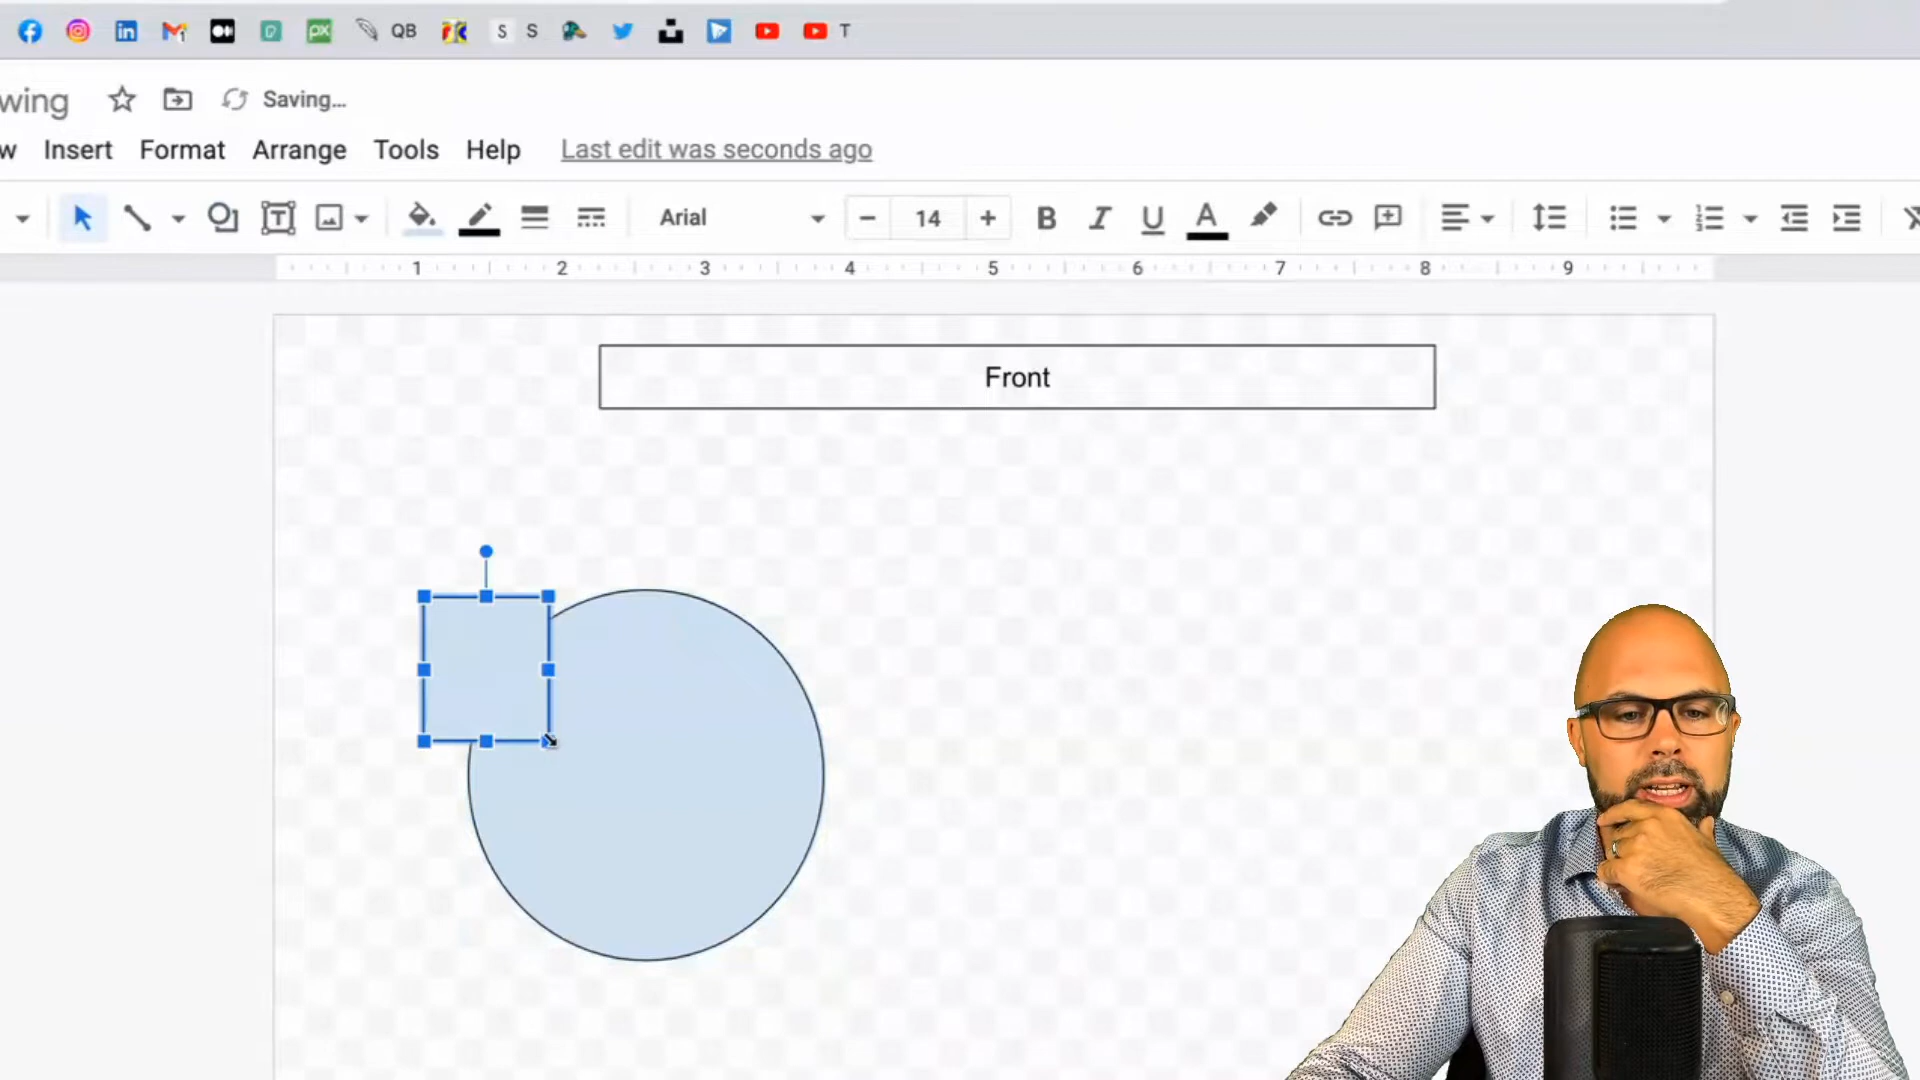 QB S T
wing Saving...
w Insert Format Arrange Tools Help Last edit was seconds ago
Arial 14 B I U A
1 2 3 4 5 6 7 8 9
Front